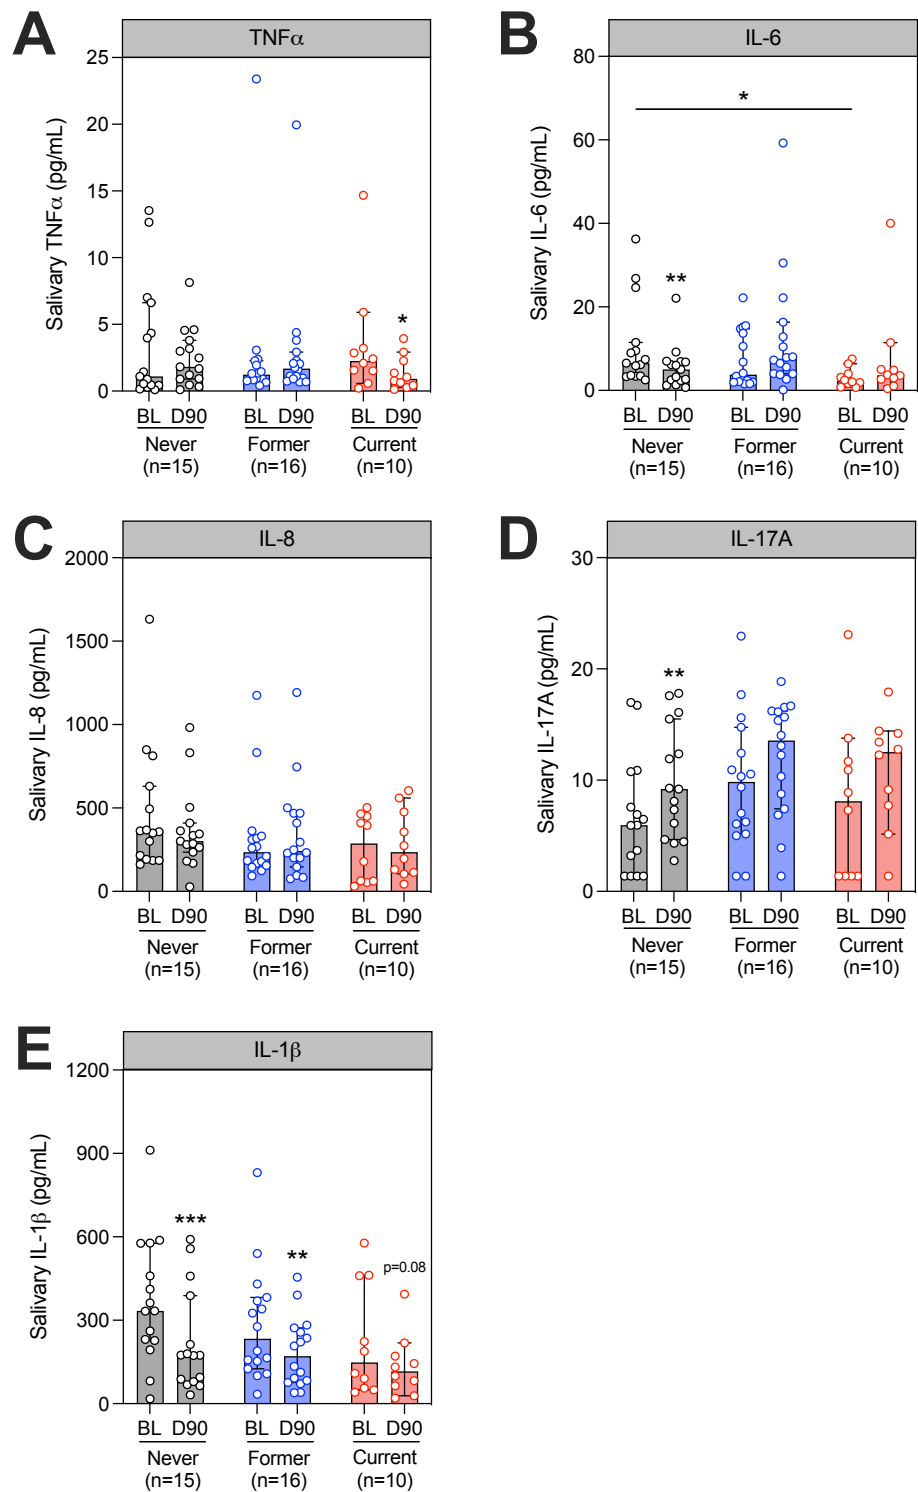 A
TNFα
Salivary TNFα (pg/mL)
25
20
15
10
5
0
*
BL D90 BL D90 BL D90
Never Former Current
(n=15) (n=16) (n=10)
B
IL-6
Salivary IL-6 (pg/mL)
80
60
40
20
0
*
**
BL D90 BL D90 BL D90
Never Former Current
(n=15) (n=16) (n=10)
C
IL-8
Salivary IL-8 (pg/mL)
2000
1500
1000
500
0
BL D90 BL D90 BL D90
Never Former Current
(n=15) (n=16) (n=10)
D
IL-17A
Salivary IL-17A (pg/mL)
30
20
10
0
**
BL D90 BL D90 BL D90
Never Former Current
(n=15) (n=16) (n=10)
E
IL-1β
Salivary IL-1β (pg/mL)
1200
900
600
300
0
***
**
p=0.08
BL D90 BL D90 BL D90
Never Former Current
(n=15) (n=16) (n=10)